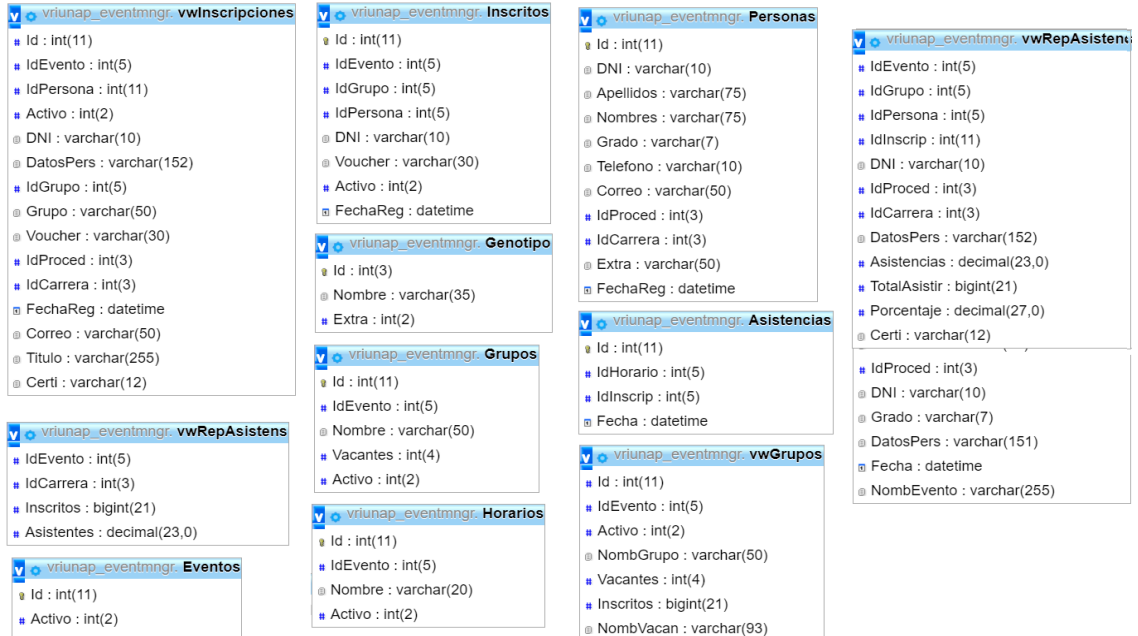 vriunap_eventmngr. vwInscripciones
Id : int(11)
IdEvento : int(5)
IdPersona : int(11)
Activo : int(2)
DNI : varchar(10)
DatosPers : varchar(152)
IdGrupo : int(5)
Grupo : varchar(50)
Voucher : varchar(30)
IdProced : int(3)
IdCarrera : int(3)
FechaReg : datetime
Correo : varchar(50)
Titulo : varchar(255)
Certi : varchar(12)
vriunap_eventmngr. vwRepAsistens
IdEvento : int(5)
IdCarrera : int(3)
Inscritos : bigint(21)
Asistentes : decimal(23,0)
vriunap_eventmngr. Eventos
Id : int(11)
Activo : int(2)
vriunap_eventmngr. Inscritos
Id : int(11)
IdEvento : int(5)
IdGrupo : int(5)
IdPersona : int(5)
DNI : varchar(10)
Voucher : varchar(30)
Activo : int(2)
FechaReg : datetime
vriunap_eventmngr. Genotipo
Id : int(3)
Nombre : varchar(35)
Extra : int(2)
vriunap_eventmngr. Grupos
Id : int(11)
IdEvento : int(5)
Nombre : varchar(50)
Vacantes : int(4)
Activo : int(2)
vriunap_eventmngr. Horarios
Id : int(11)
IdEvento : int(5)
Nombre : varchar(20)
Activo : int(2)
vriunap_eventmngr. Personas
Id : int(11)
DNI : varchar(10)
Apellidos : varchar(75)
Nombres : varchar(75)
Grado : varchar(7)
Telefono : varchar(10)
Correo : varchar(50)
IdProced : int(3)
IdCarrera : int(3)
Extra : varchar(50)
FechaReg : datetime
vriunap_eventmngr. Asistencias
Id : int(11)
IdHorario : int(5)
IdInscrip : int(5)
Fecha : datetime
vriunap_eventmngr. vwGrupos
Id : int(11)
IdEvento : int(5)
Activo : int(2)
NombGrupo : varchar(50)
Vacantes : int(4)
Inscritos : bigint(21)
NombVacan : varchar(93)
vriunap_eventmngr. vwRepAsistenc
IdEvento : int(5)
IdGrupo : int(5)
IdPersona : int(5)
IdInscrip : int(11)
DNI : varchar(10)
IdProced : int(3)
IdCarrera : int(3)
DatosPers : varchar(152)
Asistencias : decimal(23,0)
TotalAsistir : bigint(21)
Porcentaje : decimal(27,0)
Certi : varchar(12)
IdProced : int(3)
DNI : varchar(10)
Grado : varchar(7)
DatosPers : varchar(151)
Fecha : datetime
NombEvento : varchar(255)